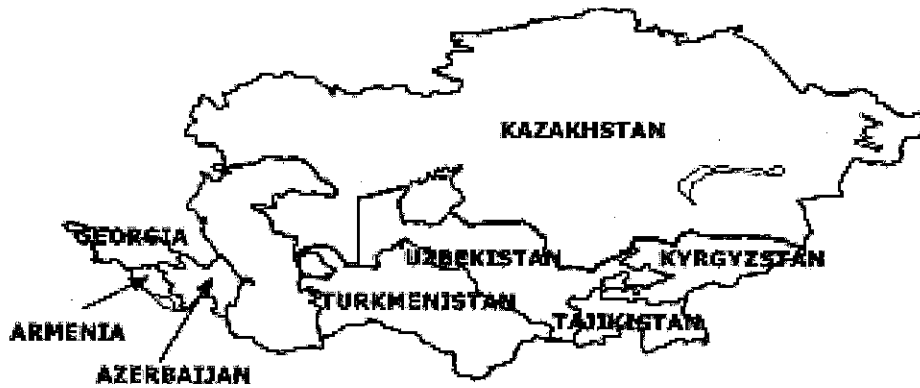 KAZAKHSTAN
GEORGIA
UZBEKISTAN
KYRGYZSTAN
TURKMENISTAN
TAJIKISTAN
ARMENIA
AZERBAIJAN